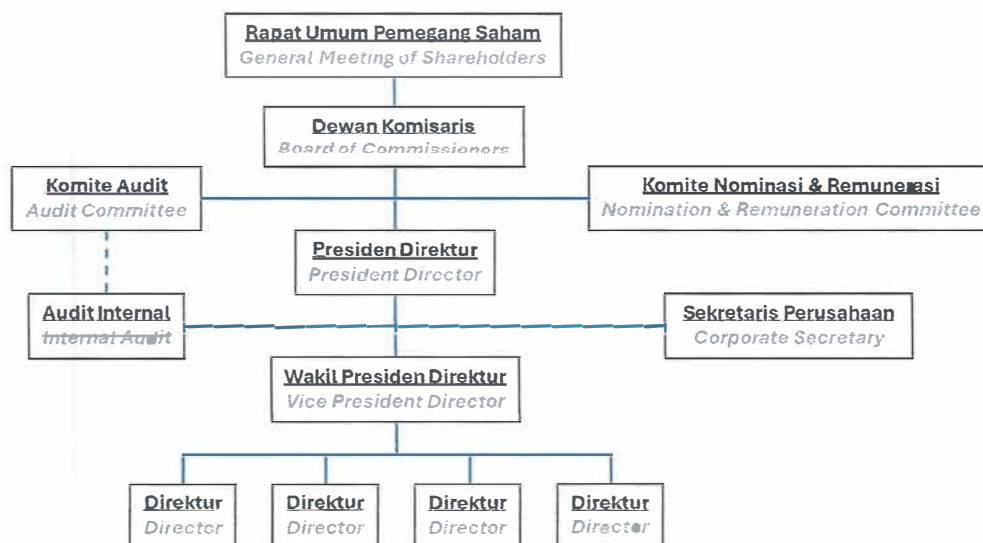 Rapat Umum Pemegang Saham
General Meeting of Shareholders
Dewan Komisaris
Board of Commissioners
Komite Audit
Audit Committee
Komite Nominasi & Remunerasi
Nomination & Remuneration Committee
Presiden Direktur
President Director
Audit Internal
Internal Audit
Sekretaris Perusahaan
Corporate Secretary
Wakil Presiden Direktur
Vice President Director
Direktur
Director
Direktur
Director
Direktur
Director
Direktur
Director